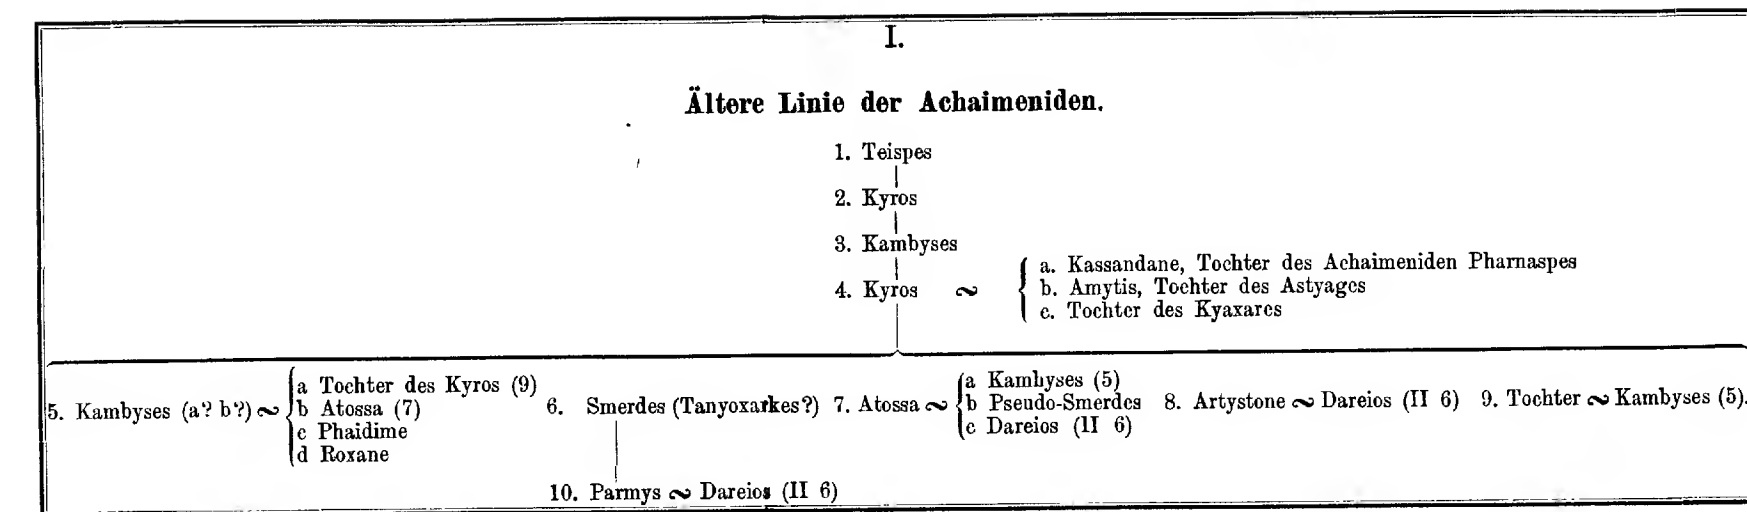 I.
Ältere Linie der Achaimeniden.
1. Teispes
2. Kyros
3. Kambyses
4. Kyros ∾
a. Kassandane, Tochter des Achaimeniden Pharnaspes
b. Amytis, Tochter des Astyages
c. Tochter des Kyaxares
5. Kambyses (a? b?) ∾
a Tochter des Kyros (9)
b Atossa (7)
c Phaidime
d Roxane
6. Smerdes (Tanyoxarkes?)
7. Atossa ∾
a Kambyses (5)
b Pseudo-Smerdes
c Dareios (II 6)
8. Artystone ∾ Dareios (II 6)
9. Tochter ∾ Kambyses (5).
10. Parmys ∾ Dareios (II 6)